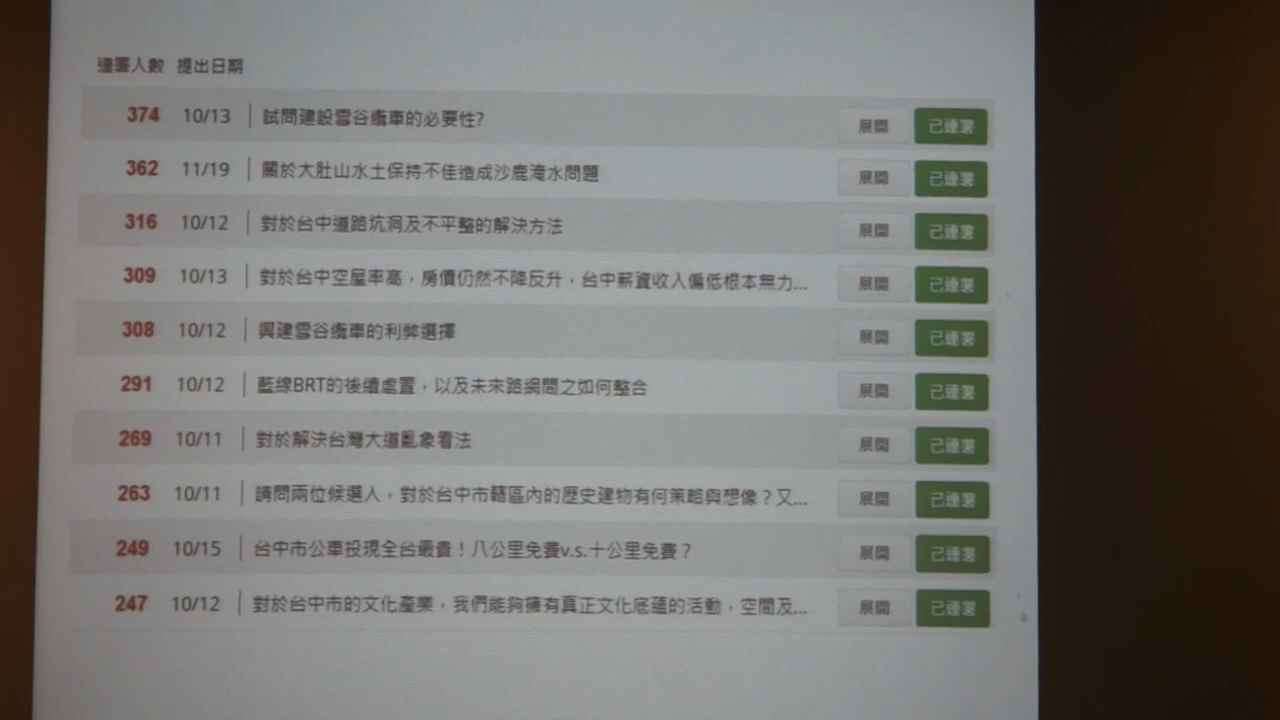 連署人數 提出日期
374 10/13 試問建設雪谷纜車的必要性? 展開 已連署
362 11/19 關於大肚山水土保持不佳造成沙鹿淹水問題 展開 已連署
316 10/12 對於台中道路坑洞及不平整的解決方法 展開 已連署
309 10/13 對於台中空屋率高，房價仍然不降反升，台中薪資收入偏低根本無力... 展開 已連署
308 10/12 興建雪谷纜車的利弊選擇 展開 已連署
291 10/12 藍線BRT的後續處置，以及未來路網間之如何整合 展開 已連署
269 10/11 對於解決台灣大道亂象看法 展開 已連署
263 10/11 請問兩位候選人，對於台中市轄區內的歷史建物有何策略與想像？又... 展開 已連署
249 10/15 台中市公車投現全台最貴！八公里免費v.s.十公里免費？ 展開 已連署
247 10/12 對於台中市的文化產業，我們能夠擁有真正文化底蘊的活動，空間及... 展開 已連署